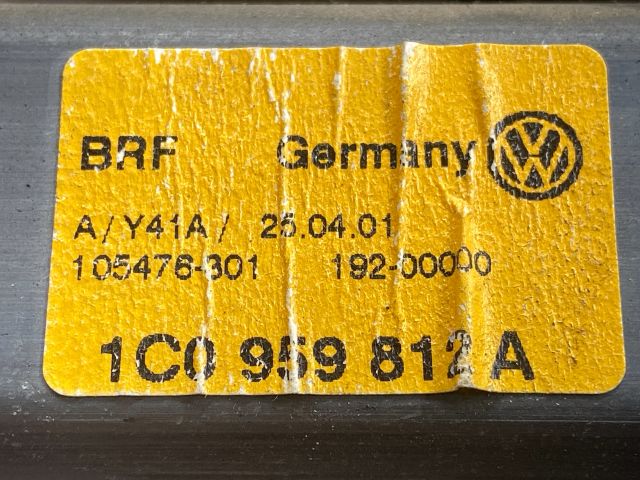 BRF Germany
A/Y41A/ 25.04.01
105476-301 192-00000
1C0 959 812 A